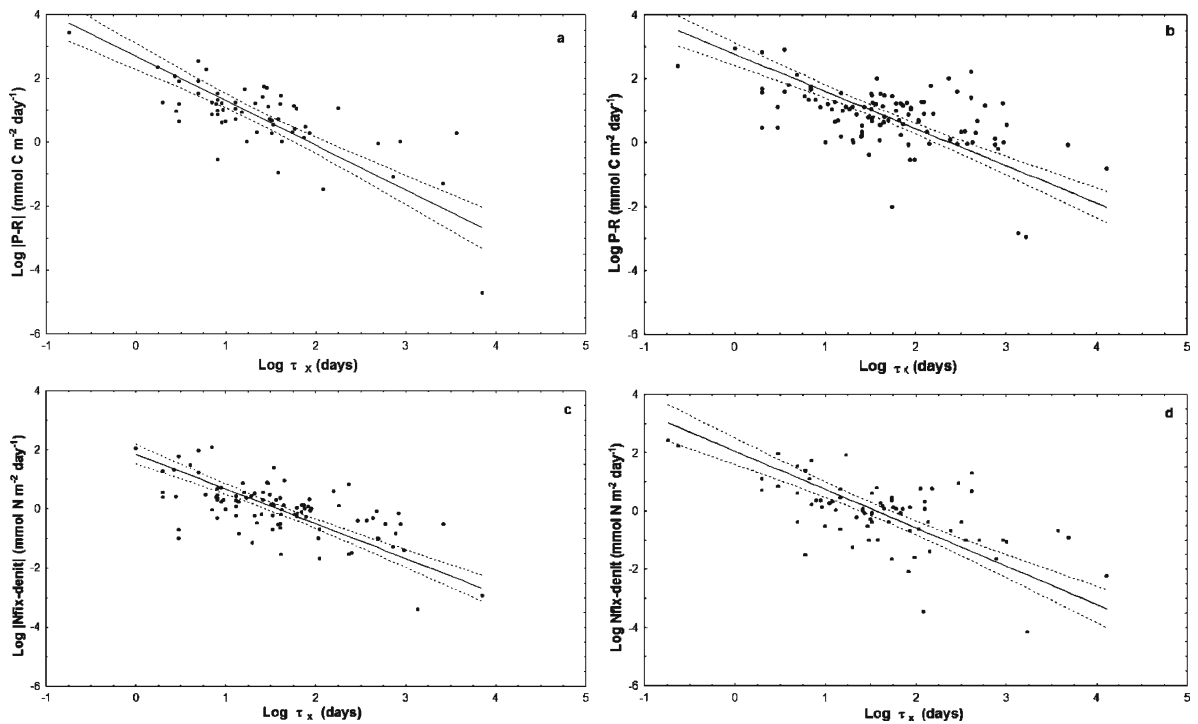 a
Log |P-R| (mmol C m-2 day-1)
4
2
0
-2
-4
-6
-1 0 1 2 3 4 5
Log τ x (days)
b
Log P-R (mmol C m-2 day-1)
4
2
0
-2
-4
-6
-1 0 1 2 3 4 5
Log τx (days)
c
Log |Nfix-denit| (mmol N m-2 day-1)
4
2
0
-2
-4
-6
-1 0 1 2 3 4 5
Log τ x (days)
d
Log Nfix-denit (mmol N m-2 day-1)
4
2
0
-2
-4
-6
-1 0 1 2 3 4 5
Log τ x (days)